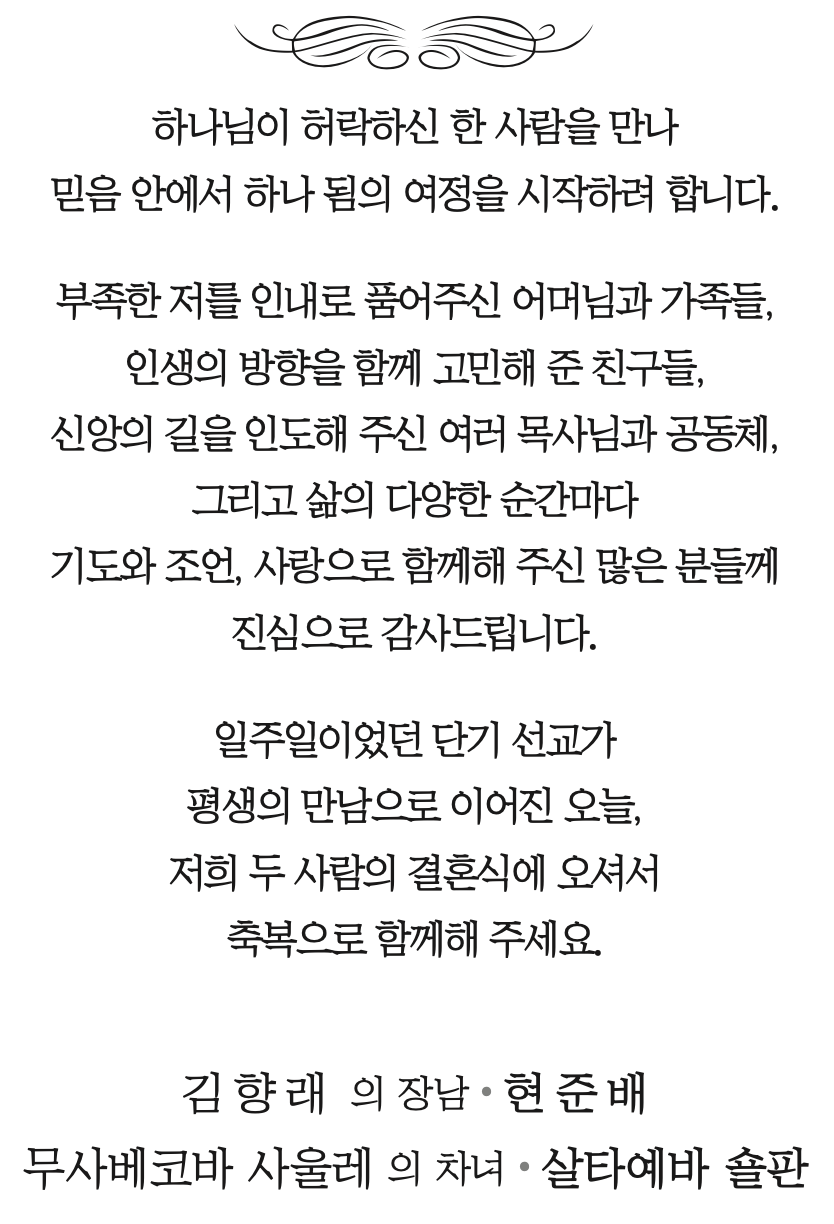 하나님이 허락하신 한 사람을 만나
믿음 안에서 하나 됨의 여정을 시작하려 합니다.
부족한 저를 인내로 품어주신 어머님과 가족들,
인생의 방향을 함께 고민해 준 친구들,
신앙의 길을 인도해 주신 여러 목사님과 공동체,
그리고 삶의 다양한 순간마다
기도와 조언, 사랑으로 함께해 주신 많은 분들께
진심으로 감사드립니다.
일주일이었던 단기 선교가
평생의 만남으로 이어진 오늘,
저희 두 사람의 결혼식에 오셔서
축복으로 함께해 주세요.
김향래 의 장남 • 현준배
무사베코바 사울레 의 차녀 • 살타예바 숄판